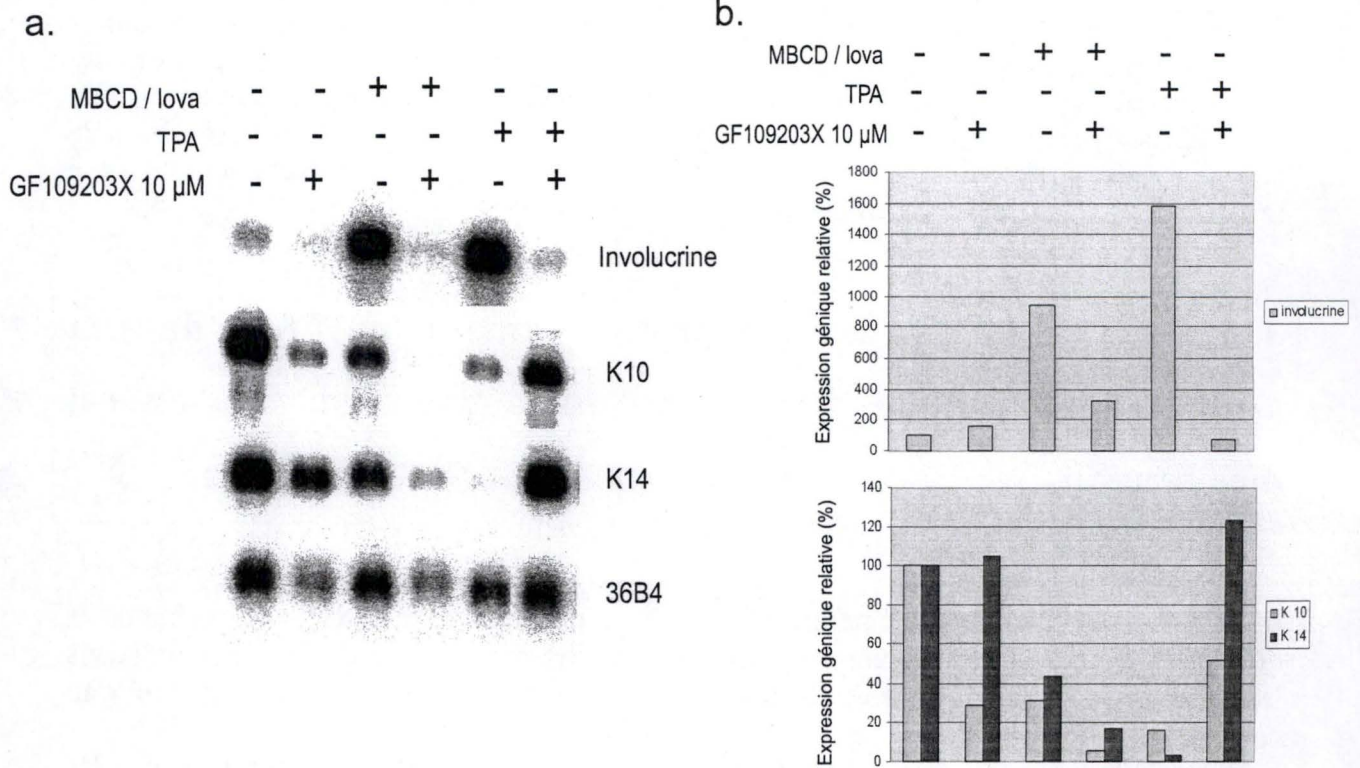 a.
MBCD / lova - - + + - -
TPA - - - - + +
GF109203X 10 µM - + - + - +
Involucrine
K10
K14
36B4
b.
MBCD / lova - - + + - -
TPA - - - - + +
GF109203X 10 µM - + - + - +
Expression génique relative (%)
1800
1600
1400
1200
1000
800
600
400
200
0
involucrine
Expression génique relative (%)
140
120
100
80
60
40
20
0
K 10
K 14